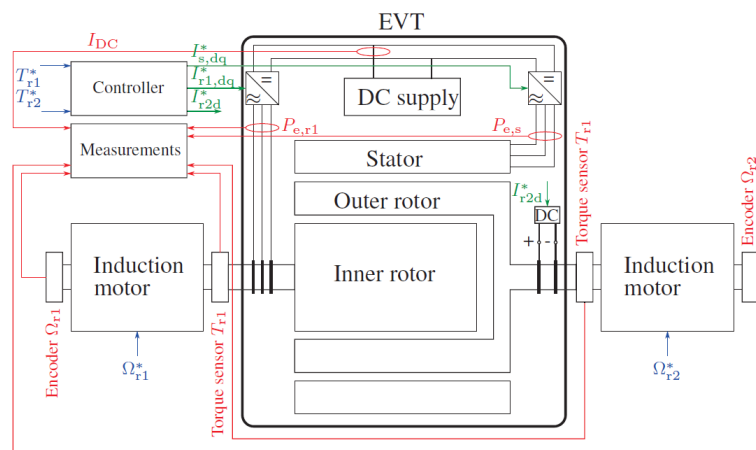 EVT
I_DC
T*_r1
T*_r2
Controller
I*_s,dq
I*_r1,dq
I*_r2d
=
≈
DC supply
=
≈
Measurements
P_e,r1
P_e,s
Stator
Outer rotor
I*_r2d
DC
+ -
Inner rotor
Torque sensor T_r1
Encoder Ω_r2
Induction
motor
Induction
motor
Encoder Ω_r1
Ω*_r1
Torque sensor T_r1
Ω*_r2